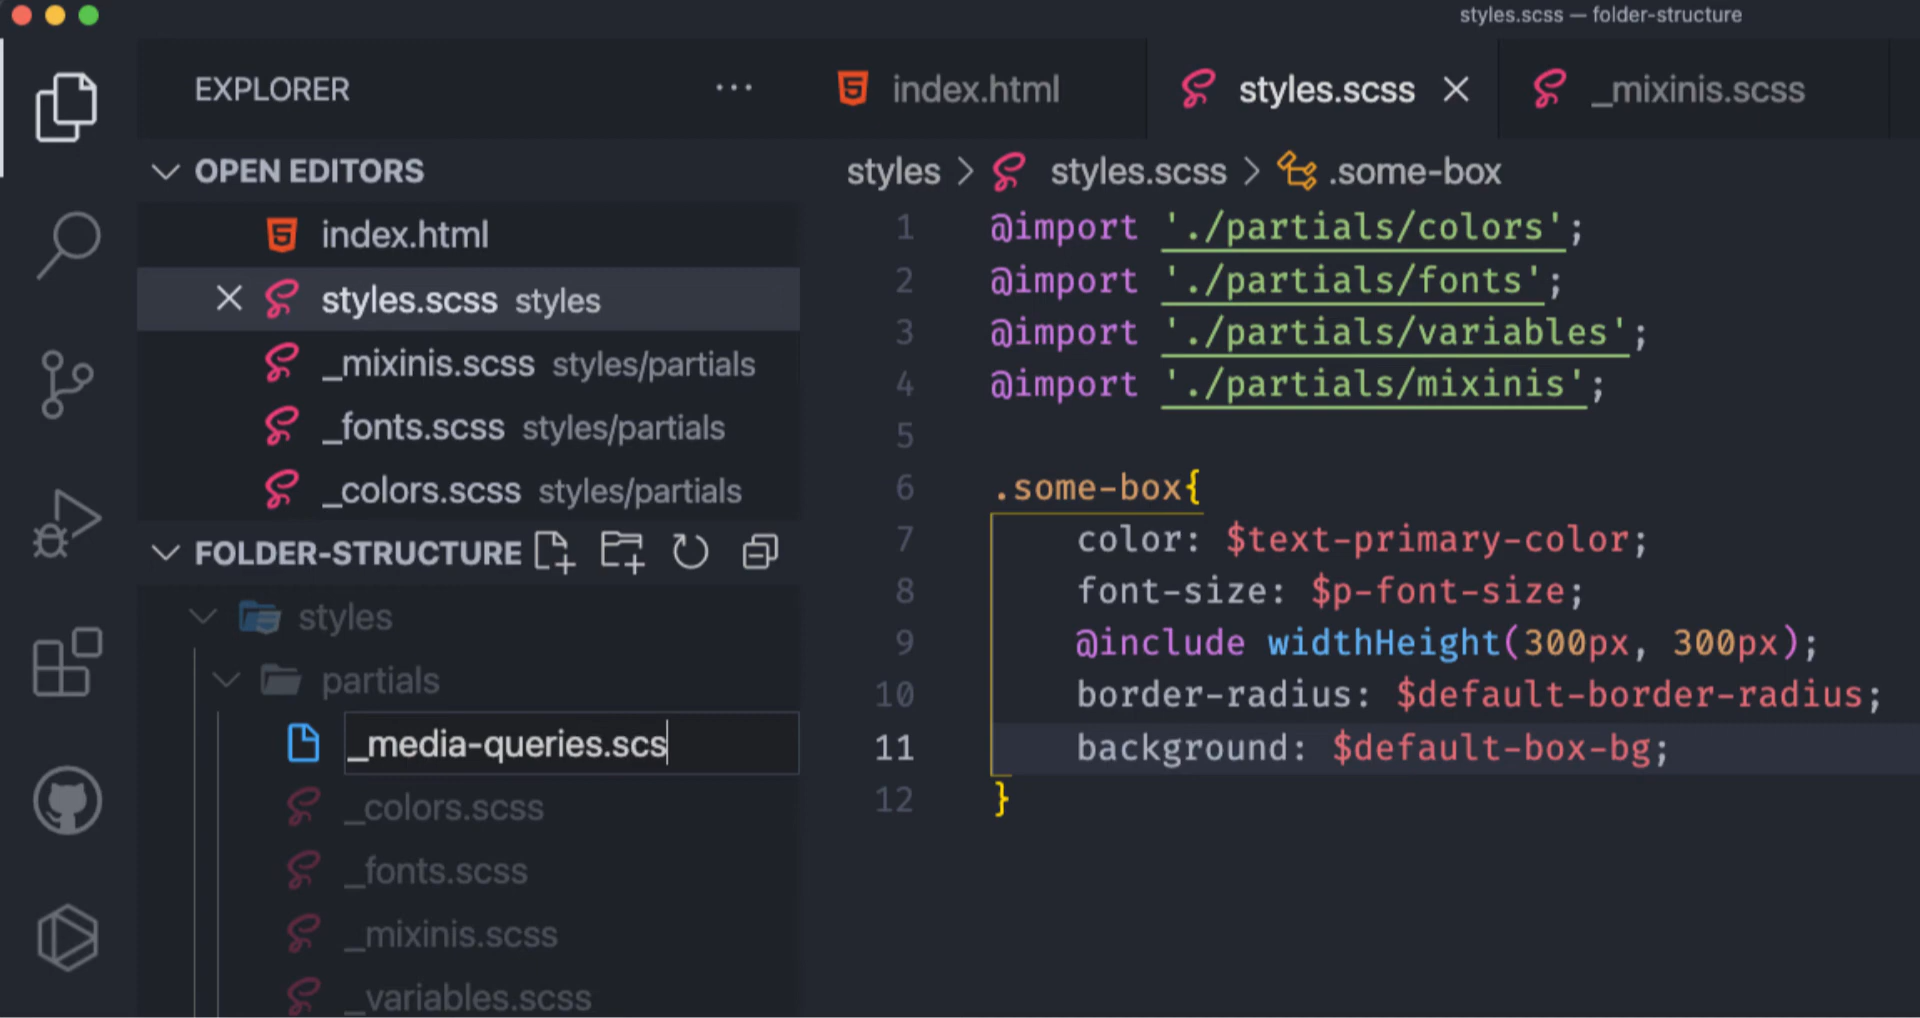 styles.scss — folder-structure
EXPLORER
index.html
styles.scss
_mixinis.scss
OPEN EDITORS
index.html
styles.scss styles
_mixinis.scss styles/partials
_fonts.scss styles/partials
_colors.scss styles/partials
FOLDER-STRUCTURE
styles
partials
_media-queries.scs
_colors.scss
_fonts.scss
_mixinis.scss
_variables.scss
styles > styles.scss > .some-box
1 @import './partials/colors';
2 @import './partials/fonts';
3 @import './partials/variables';
4 @import './partials/mixinis';
5
6 .some-box{
7 color: $text-primary-color;
8 font-size: $p-font-size;
9 @include widthHeight(300px, 300px);
10 border-radius: $default-border-radius;
11 background: $default-box-bg;
12 }